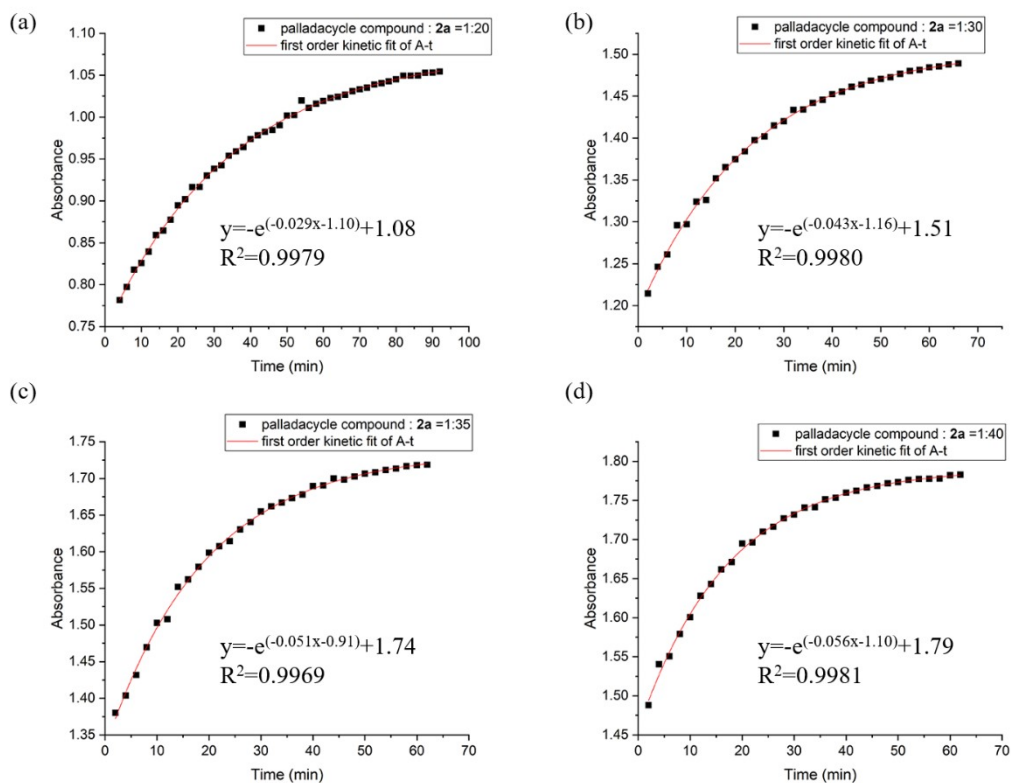 (a)
palladacycle compound : 2a =1:20
first order kinetic fit of A-t
1.10
1.05
1.00
0.95
0.90
0.85
0.80
0.75
Absorbance
y=-e(-0.029x-1.10)+1.08
R2=0.9979
0 10 20 30 40 50 60 70 80 90 100
Time (min)
(b)
palladacycle compound : 2a =1:30
first order kinetic fit of A-t
1.50
1.45
1.40
1.35
1.30
1.25
1.20
Absorbance
y=-e(-0.043x-1.16)+1.51
R2=0.9980
0 10 20 30 40 50 60 70
Time (min)
(c)
palladacycle compound : 2a =1:35
first order kinetic fit of A-t
1.75
1.70
1.65
1.60
1.55
1.50
1.45
1.40
1.35
Absorbance
y=-e(-0.051x-0.91)+1.74
R2=0.9969
0 10 20 30 40 50 60 70
Time (min)
(d)
palladacycle compound : 2a =1:40
first order kinetic fit of A-t
1.80
1.75
1.70
1.65
1.60
1.55
1.50
1.45
Absorbance
y=-e(-0.056x-1.10)+1.79
R2=0.9981
0 10 20 30 40 50 60 70
Time (min)